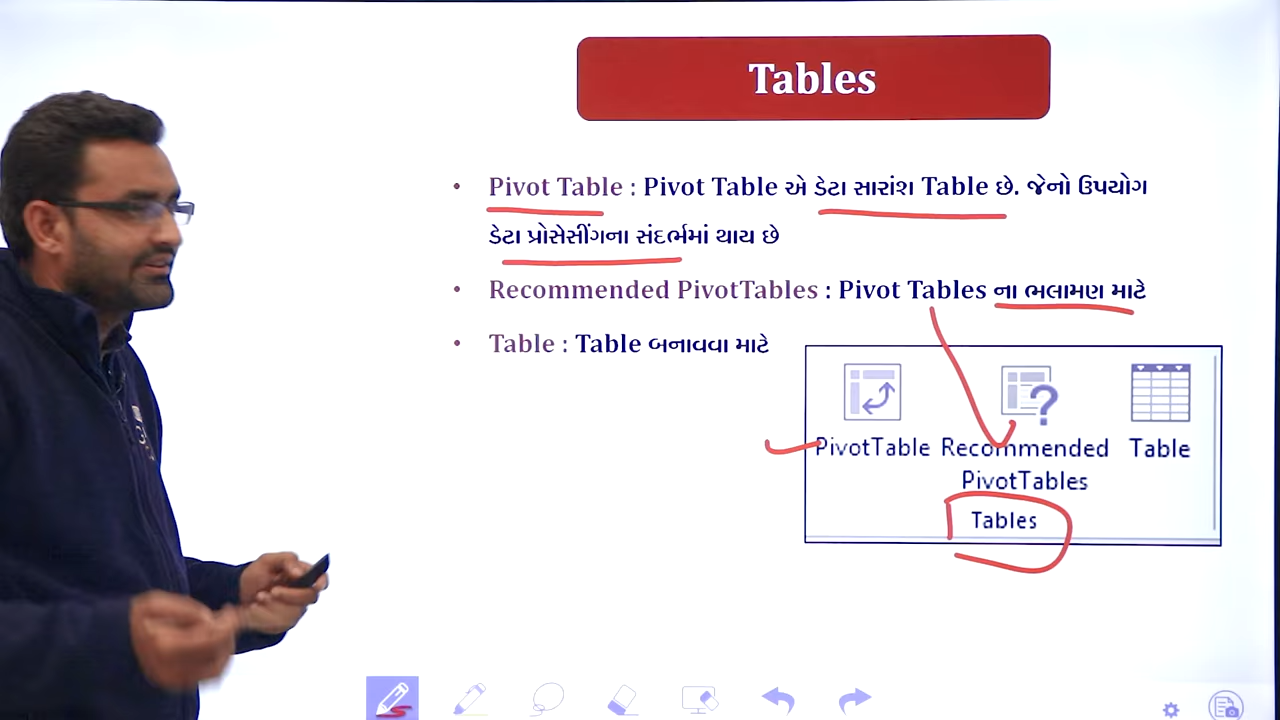 Tables
• Pivot Table : Pivot Table એ ડેટા સારાંશ Table છે. જેનો ઉપયોગ
ડેટા પ્રોસેસીંગના સંદર્ભમાં થાય છે
• Recommended PivotTables : Pivot Tables ના ભલામણ માટે
• Table : Table બનાવવા માટે
PivotTable Recommended Table
PivotTables
Tables